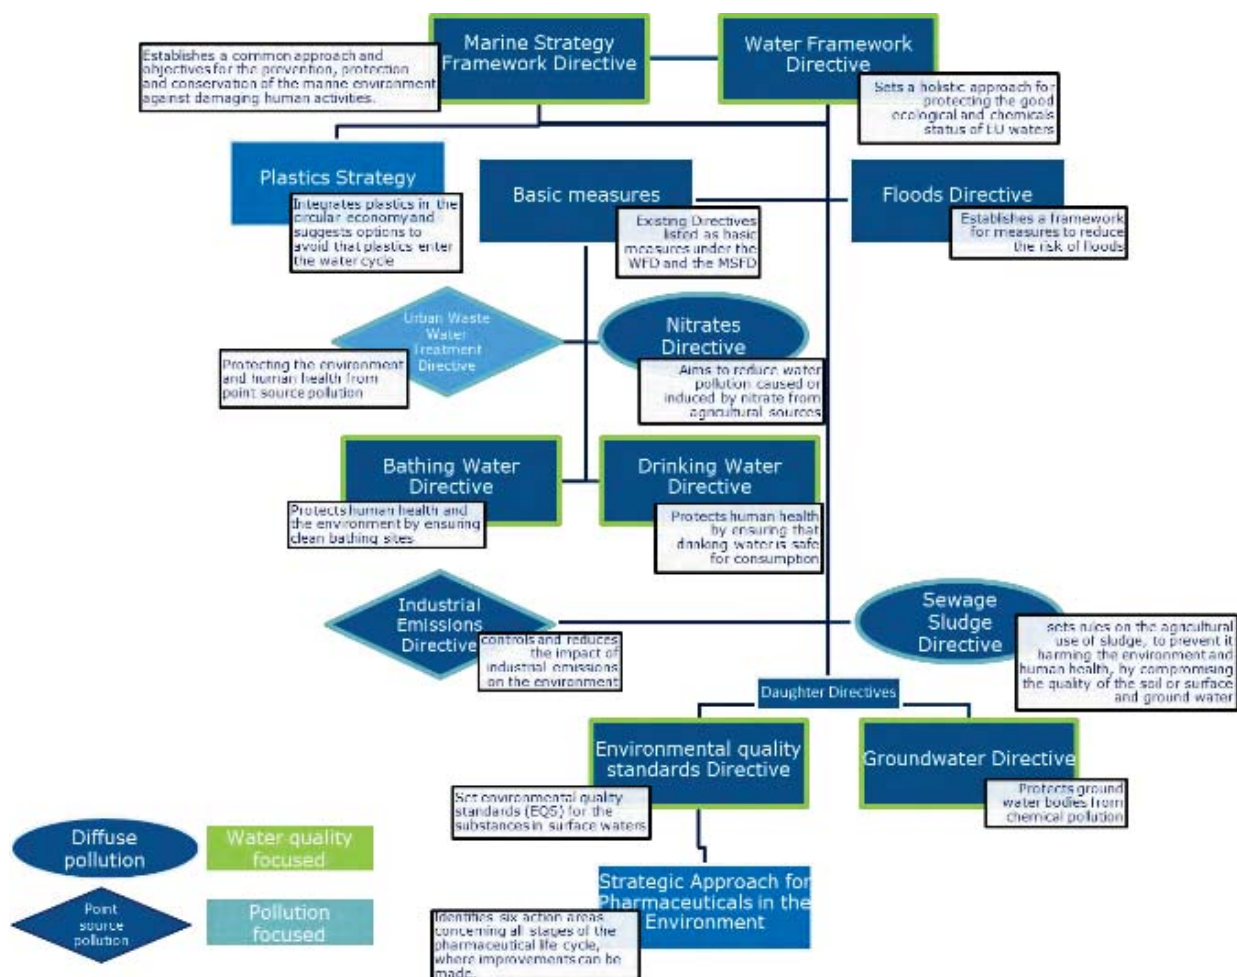 Marine Strategy
Framework Directive
Water Framework
Directive
Establishes a common approach and
objectives for the prevention, protection
and conservation of the marine environment
against damaging human activities.
Sets a holistic approach for
protecting the good
ecological and chemicals
status of EU waters
Plastics Strategy
Integrates plastics in the
circular economy and
suggests options to
avoid that plastics enter
the water cycle
Basic measures
Existing Directives
listed as basic
measures under the
WFD and the MSFD
Floods Directive
Establishes a framework
for measures to reduce
the risk of floods
Urban Waste
Water
Treatment
Directive
Protecting the environment
and human health from
point source pollution
Nitrates
Directive
Aims to reduce water
pollution caused or
induced by nitrate from
agricultural sources
Bathing Water
Directive
Protects human health and
the environment by ensuring
clean bathing sites
Drinking Water
Directive
Protects human health
by ensuring that
drinking water is safe
for consumption
Industrial
Emissions
Directive
controls and reduces
the impact of
industrial emissions
on the environment
Sewage
Sludge
Directive
sets rules on the agricultural
use of sludge, to prevent it
harming the environment and
human health, by compromising
the quality of the soil or surface
and ground water
Daughter Directives
Environmental quality
standards Directive
Set environmental quality
standards (EQS) for the
substances in surface waters
Groundwater Directive
Protects ground
water bodies from
chemical pollution
Strategic Approach for
Pharmaceuticals in the
Environment
Identifies six action areas
concerning all stages of the
pharmaceutical life cycle,
where improvements can be
made.
Diffuse
pollution
Water quality
focused
Point
source
pollution
Pollution
focused